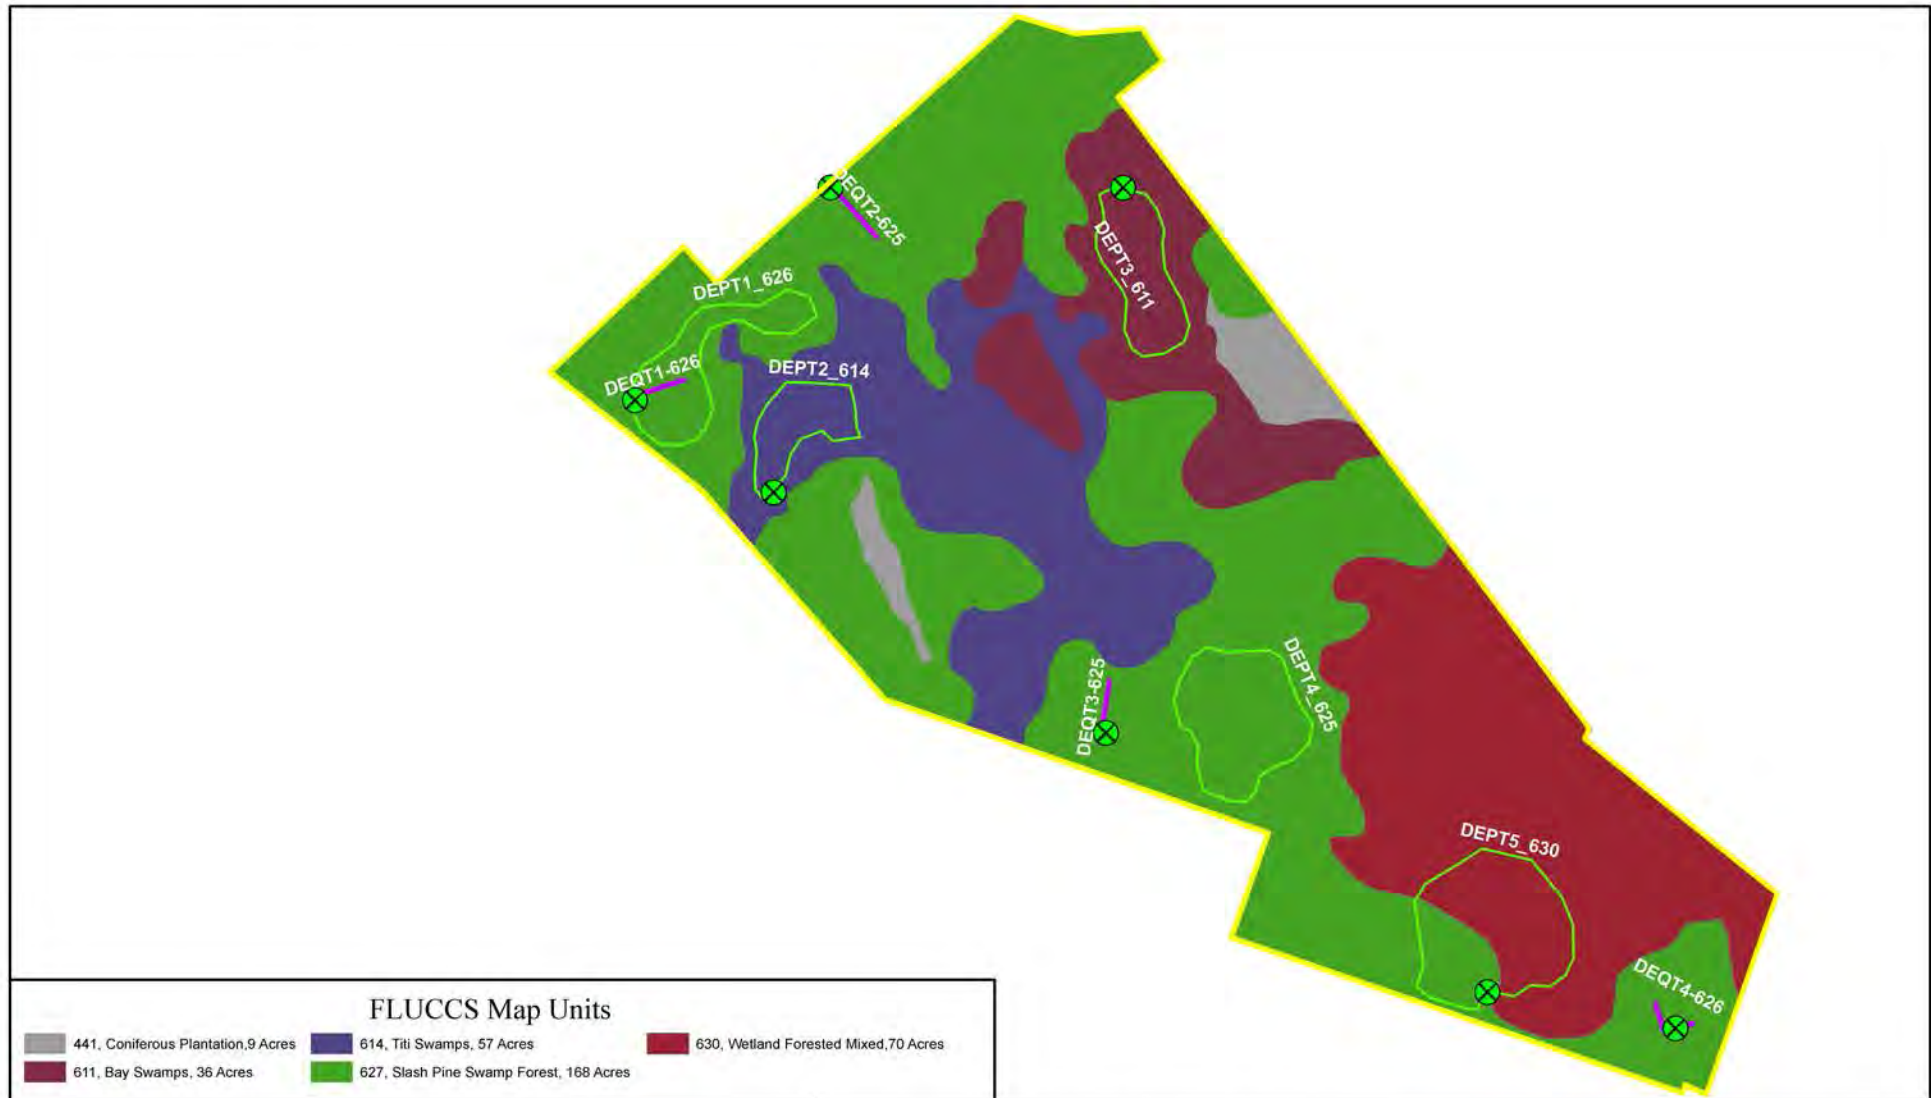 DEQT2-625
DEPT3_611
DEPT1_626
DEQT1-626
DEPT2_614
DEPT4_625
DEQT3-625
DEPT5_630
DEQT4-626
FLUCCS Map Units
441, Coniferous Plantation,9 Acres
614, Titi Swamps, 57 Acres
630, Wetland Forested Mixed,70 Acres
611, Bay Swamps, 36 Acres
627, Slash Pine Swamp Forest, 168 Acres